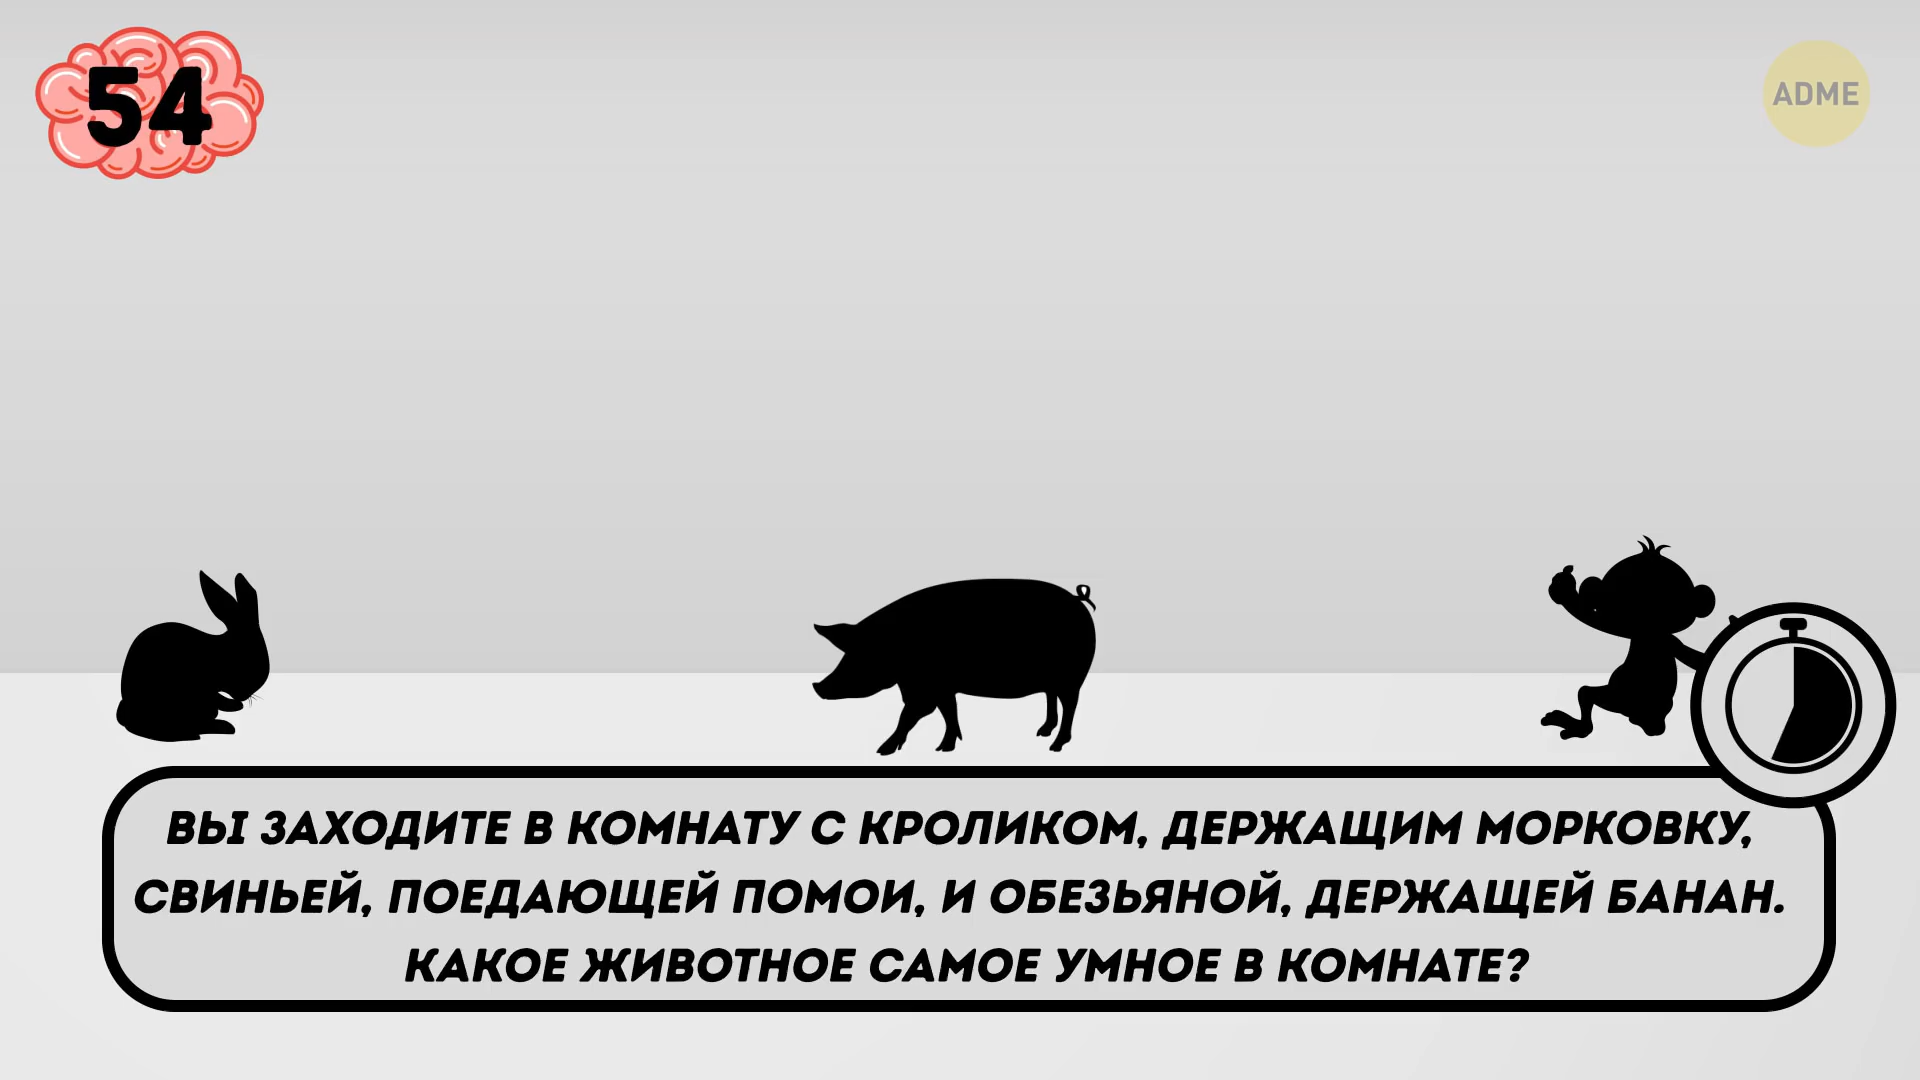 54
ADME
ВЫ ЗАХОДИТЕ В КОМНАТУ С КРОЛИКОМ, ДЕРЖАЩИМ МОРКОВКУ,
СВИНЬЕЙ, ПОЕДАЮЩЕЙ ПОМОИ, И ОБЕЗЬЯНОЙ, ДЕРЖАЩЕЙ БАНАН.
КАКОЕ ЖИВОТНОЕ САМОЕ УМНОЕ В КОМНАТЕ?